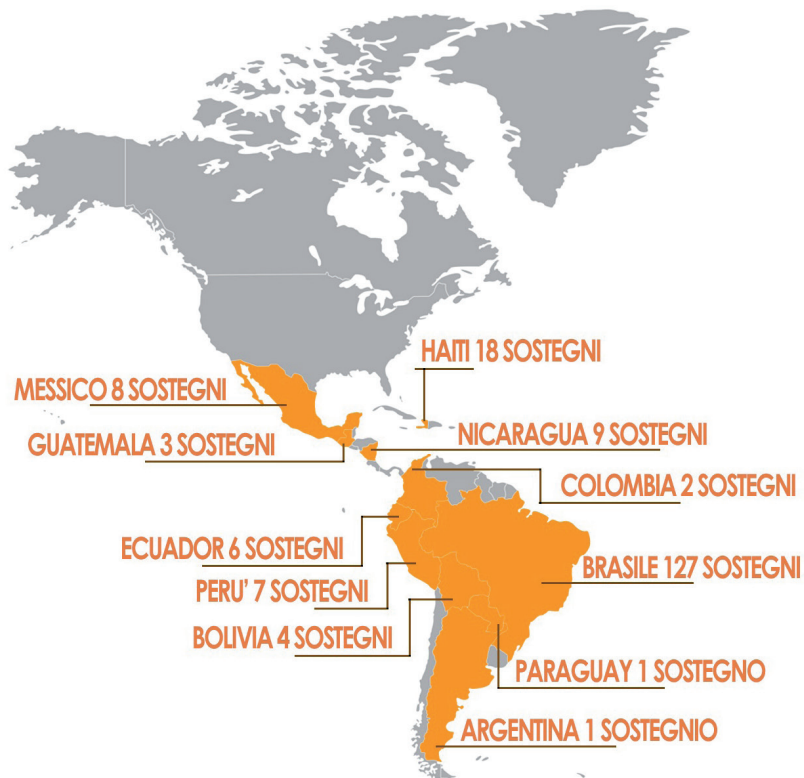 HAITI 18 SOSTEGNI
MESSICO 8 SOSTEGNI
GUATEMALA 3 SOSTEGNI
NICARAGUA 9 SOSTEGNI
COLOMBIA 2 SOSTEGNI
ECUADOR 6 SOSTEGNI
BRASILE 127 SOSTEGNI
PERU' 7 SOSTEGNI
BOLIVIA 4 SOSTEGNI
PARAGUAY 1 SOSTEGNO
ARGENTINA 1 SOSTEGNIO